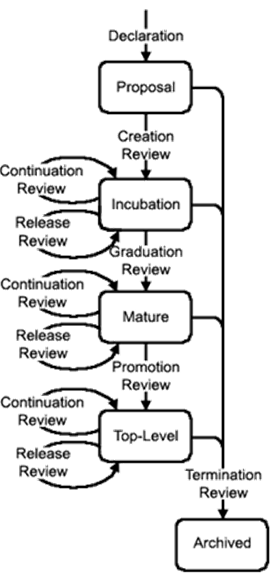 Declaration
Proposal
Creation
Review
Continuation
Review
Incubation
Release
Review
Graduation
Review
Continuation
Review
Mature
Release
Review
Promotion
Review
Continuation
Review
Top-Level
Release
Review
Termination
Review
Archived